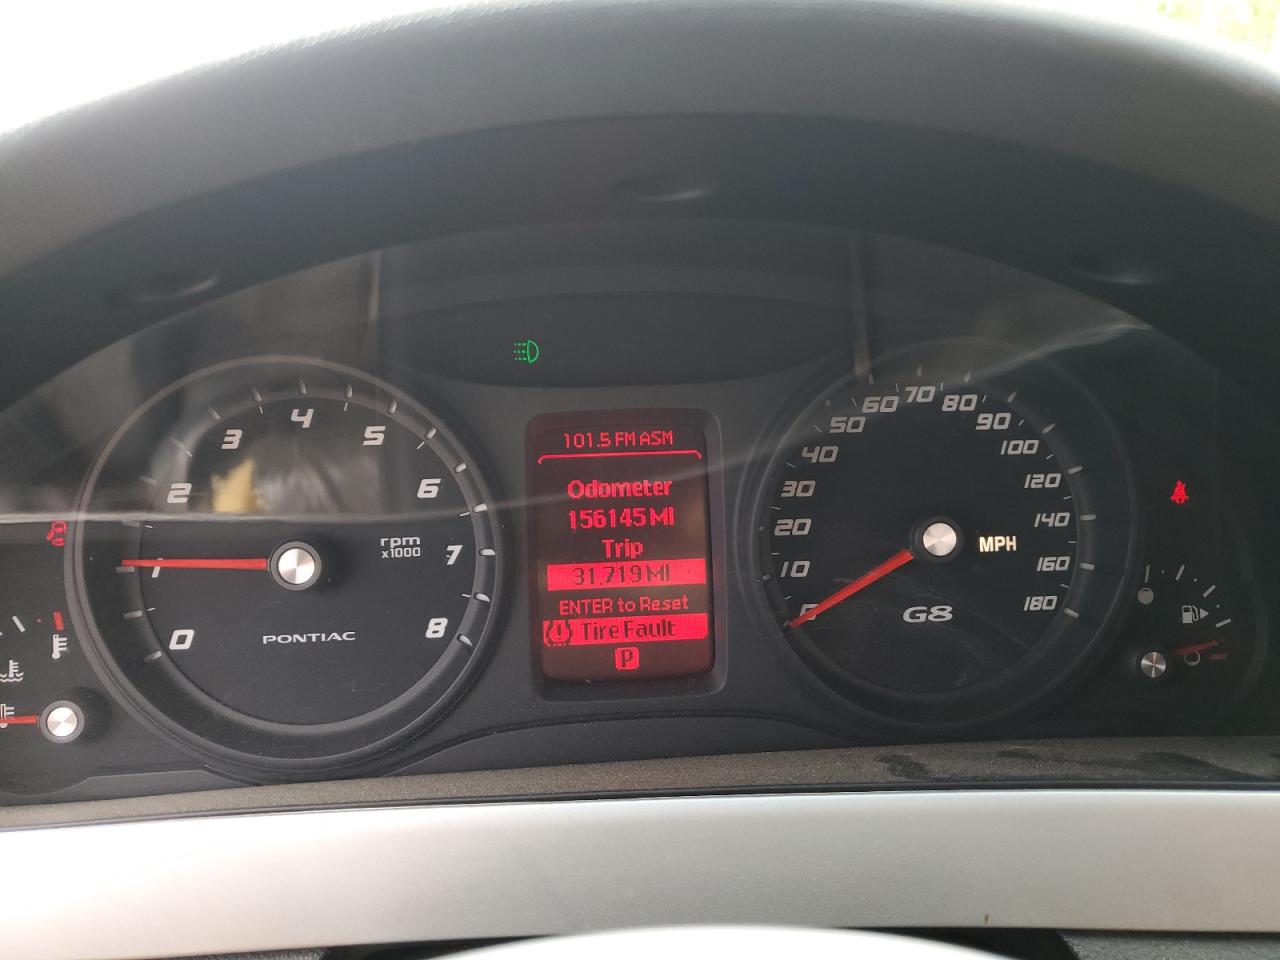 101.5 FM ASM
Odometer
156145 MI
Trip
31,719 MI
ENTER to Reset
Tire Fault
P
0
1
2
3
4
5
6
7
8
rpm
x1000
PONTIAC
10
20
30
40
50
60
70
80
90
100
120
140
160
180
MPH
G8